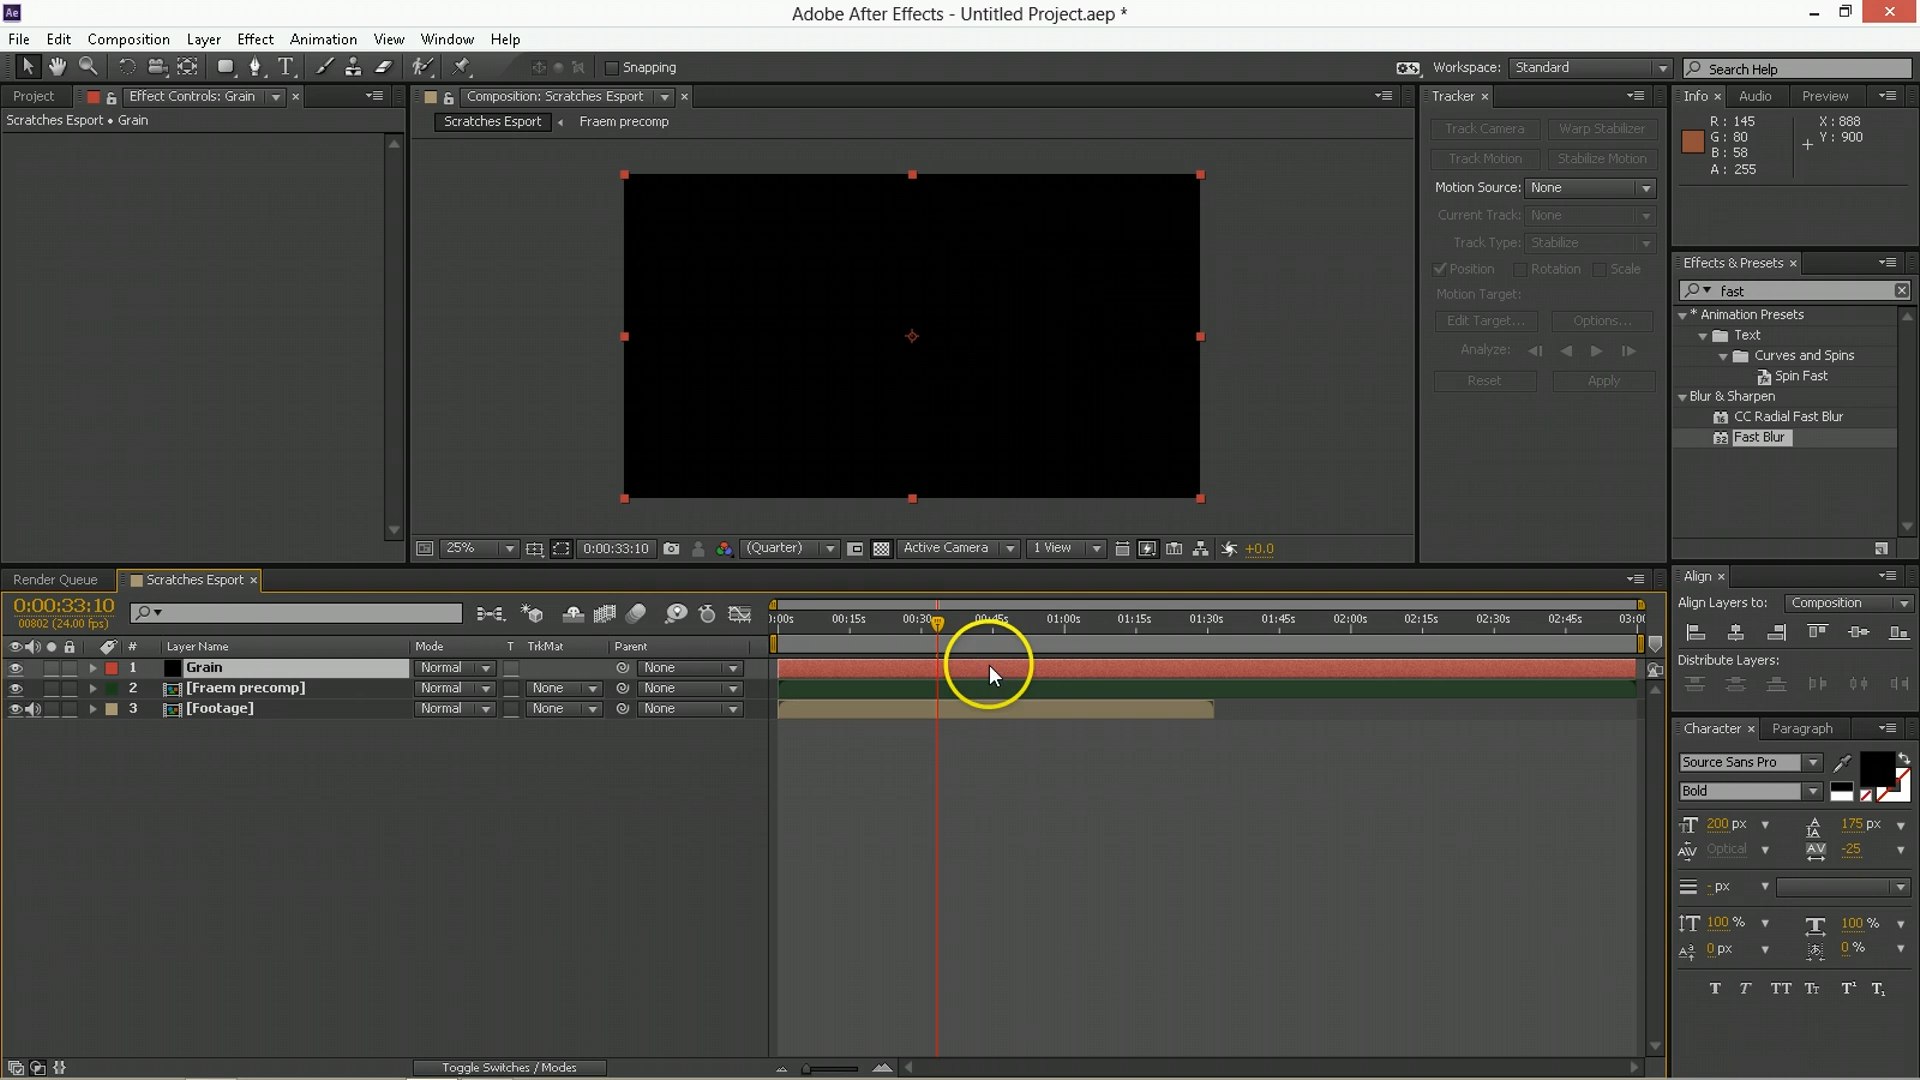 Ae Adobe After Effects - Untitled Project.aep *
File Edit Composition Layer Effect Animation View Window Help
Snapping Workspace: Standard Search Help
Project Effect Controls: Grain
Scratches Esport • Grain
Composition: Scratches Esport
Scratches Esport Fraem precomp
25% 0:00:33:10 (Quarter) Active Camera 1 View +0.0
Tracker
Track Camera Warp Stabilizer
Track Motion Stabilize Motion
Motion Source: None
Current Track: None
Track Type: Stabilize
Position Rotation Scale
Motion Target:
Edit Target... Options...
Analyze:
Reset Apply
Info Audio Preview
R: 145 X: 888
G: 80 Y: 900
B: 58
A: 255
Effects & Presets
fast
* Animation Presets
Text
Curves and Spins
Spin Fast
Blur & Sharpen
CC Radial Fast Blur
Fast Blur
Render Queue Scratches Esport
0:00:33:10
00802 (24.00 fps)
00:15s 00:30 01:00s 01:15s 01:30s 01:45s 02:00s 02:15s 02:30s 02:45s
# Layer Name Mode T TrkMat Parent
1 Grain Normal None
2 [Fraem precomp] Normal None None
3 [Footage] Normal None None
Toggle Switches / Modes
Align
Align Layers to: Composition
Distribute Layers:
Character Paragraph
Source Sans Pro
Bold
200 px 175 px
Optical -25
- px
100 % 100 %
0 px 0 %
T T TT Tt T¹ T₁